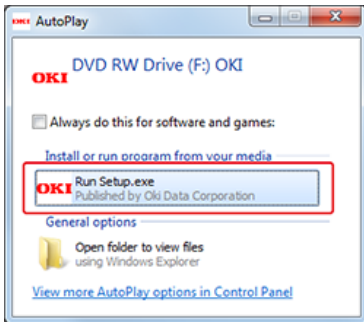 OKI AutoPlay
DVD RW Drive (F:) OKI
OKI
Always do this for software and games:
Install or run program from your media
OKI Run Setup.exe
Published by Oki Data Corporation
General options
Open folder to view files
using Windows Explorer
View more AutoPlay options in Control Panel